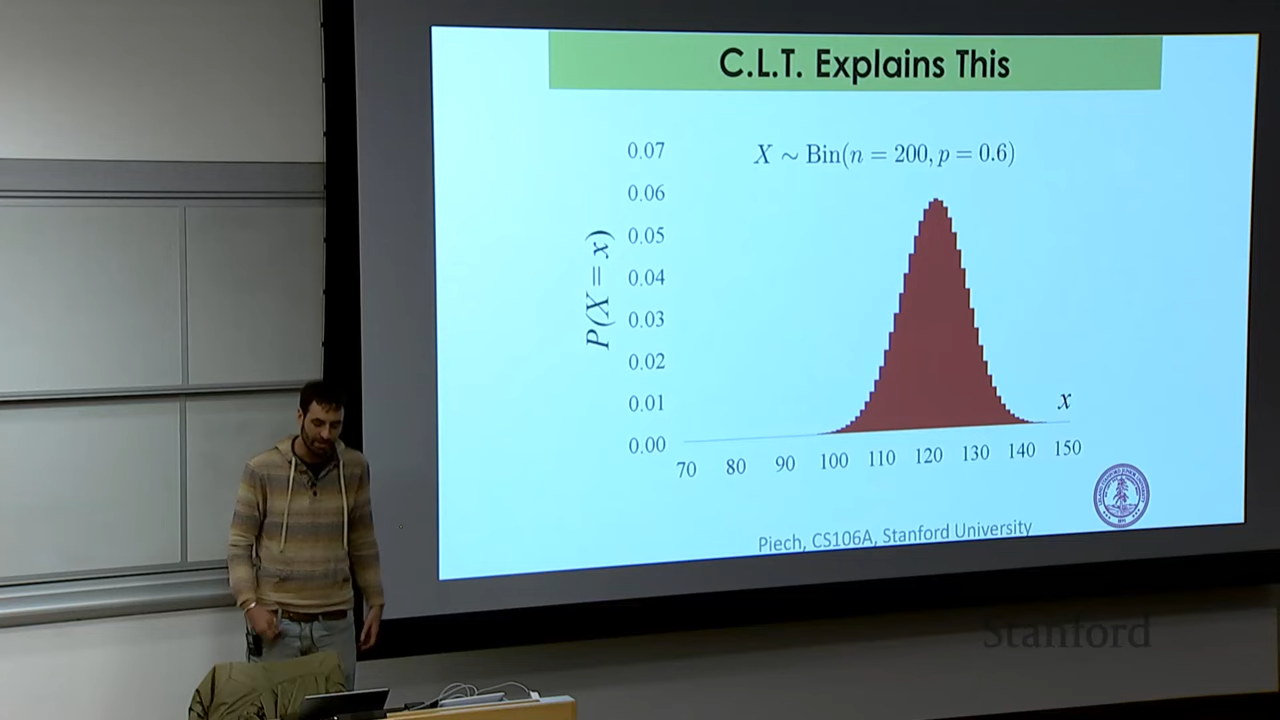 C.L.T. Explains This
X ~ Bin(n = 200, p = 0.6)
P(X = x)
0.07
0.06
0.05
0.04
0.03
0.02
0.01
0.00
x
70 80 90 100 110 120 130 140 150
Piech, CS106A, Stanford University
Stanford